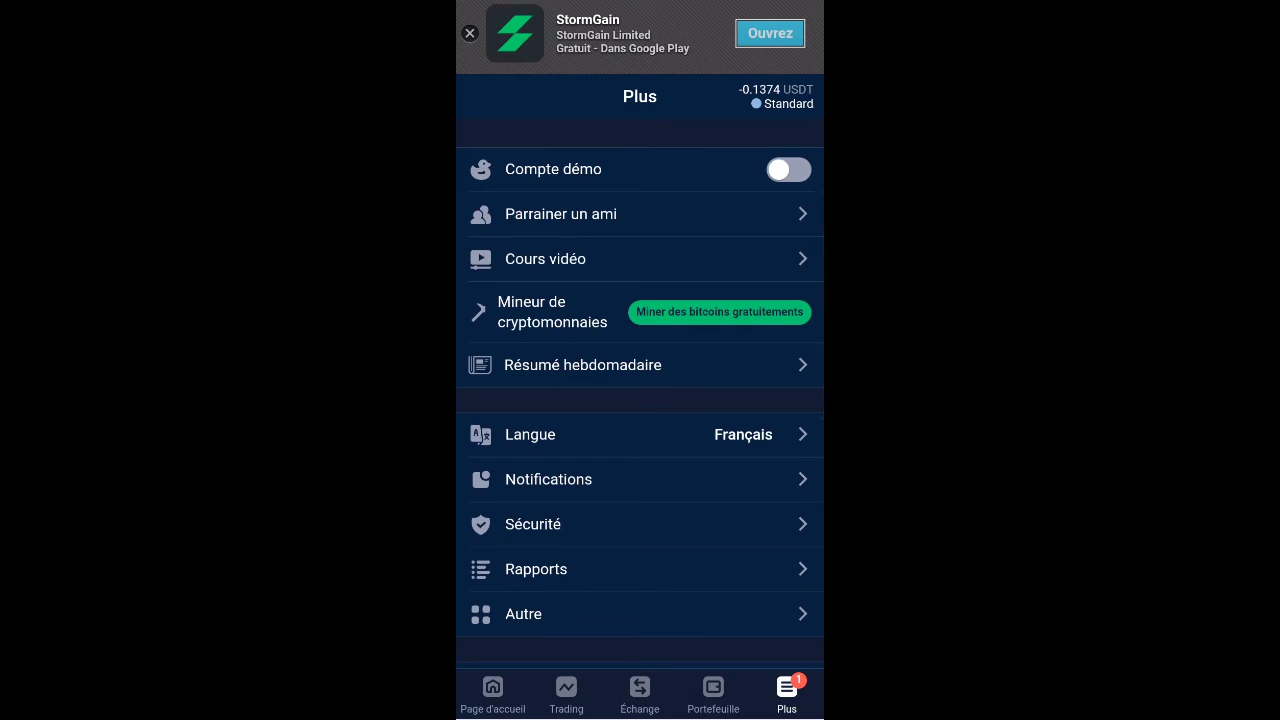 StormGain
StormGain Limited
Gratuit - Dans Google Play
Ouvrez
Plus
-0.1374 USDT
Standard
Compte démo
Parrainer un ami
Cours vidéo
Mineur de
cryptomonnaies
Miner des bitcoins gratuitements
Résumé hebdomadaire
Langue
Français
Notifications
Sécurité
Rapports
Autre
1
Page d'accueil
Trading
Échange
Portefeuille
Plus